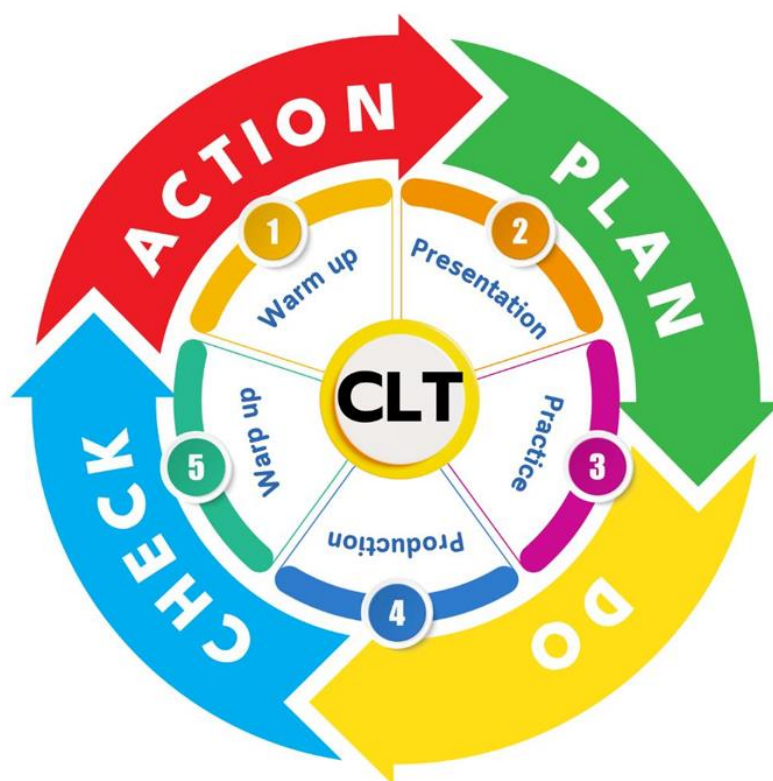 ACTION
PLAN
DO
CHECK
1
Warm up
2
Presentation
3
Practice
4
Production
5
Warp up
CLT